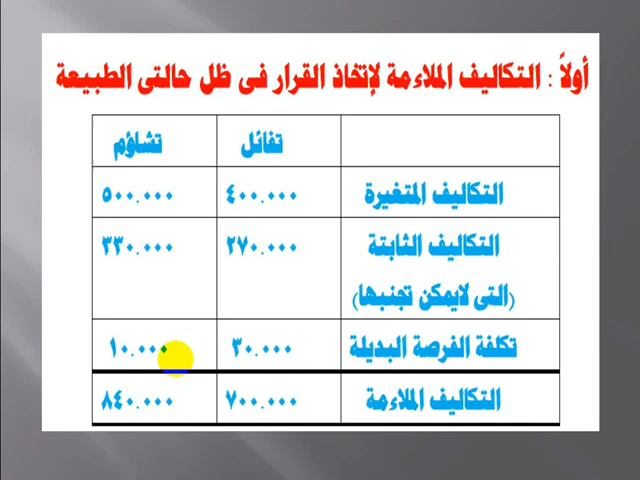 أولاً : التكاليف الملاءمة لإتخاذ القرار فى ظل حالتى الطبيعة
تفائل تشاؤم
التكاليف المتغيرة ٤٠٠.٠٠٠ ٥٠٠.٠٠٠
التكاليف الثابتة ٢٧٠.٠٠٠ ٣٣٠.٠٠٠
(التى لايمكن تجنبها)
تكلفة الفرصة البديلة ٣٠.٠٠٠ ١٠.٠٠٠
التكاليف الملاءمة ٧٠٠.٠٠٠ ٨٤٠.٠٠٠